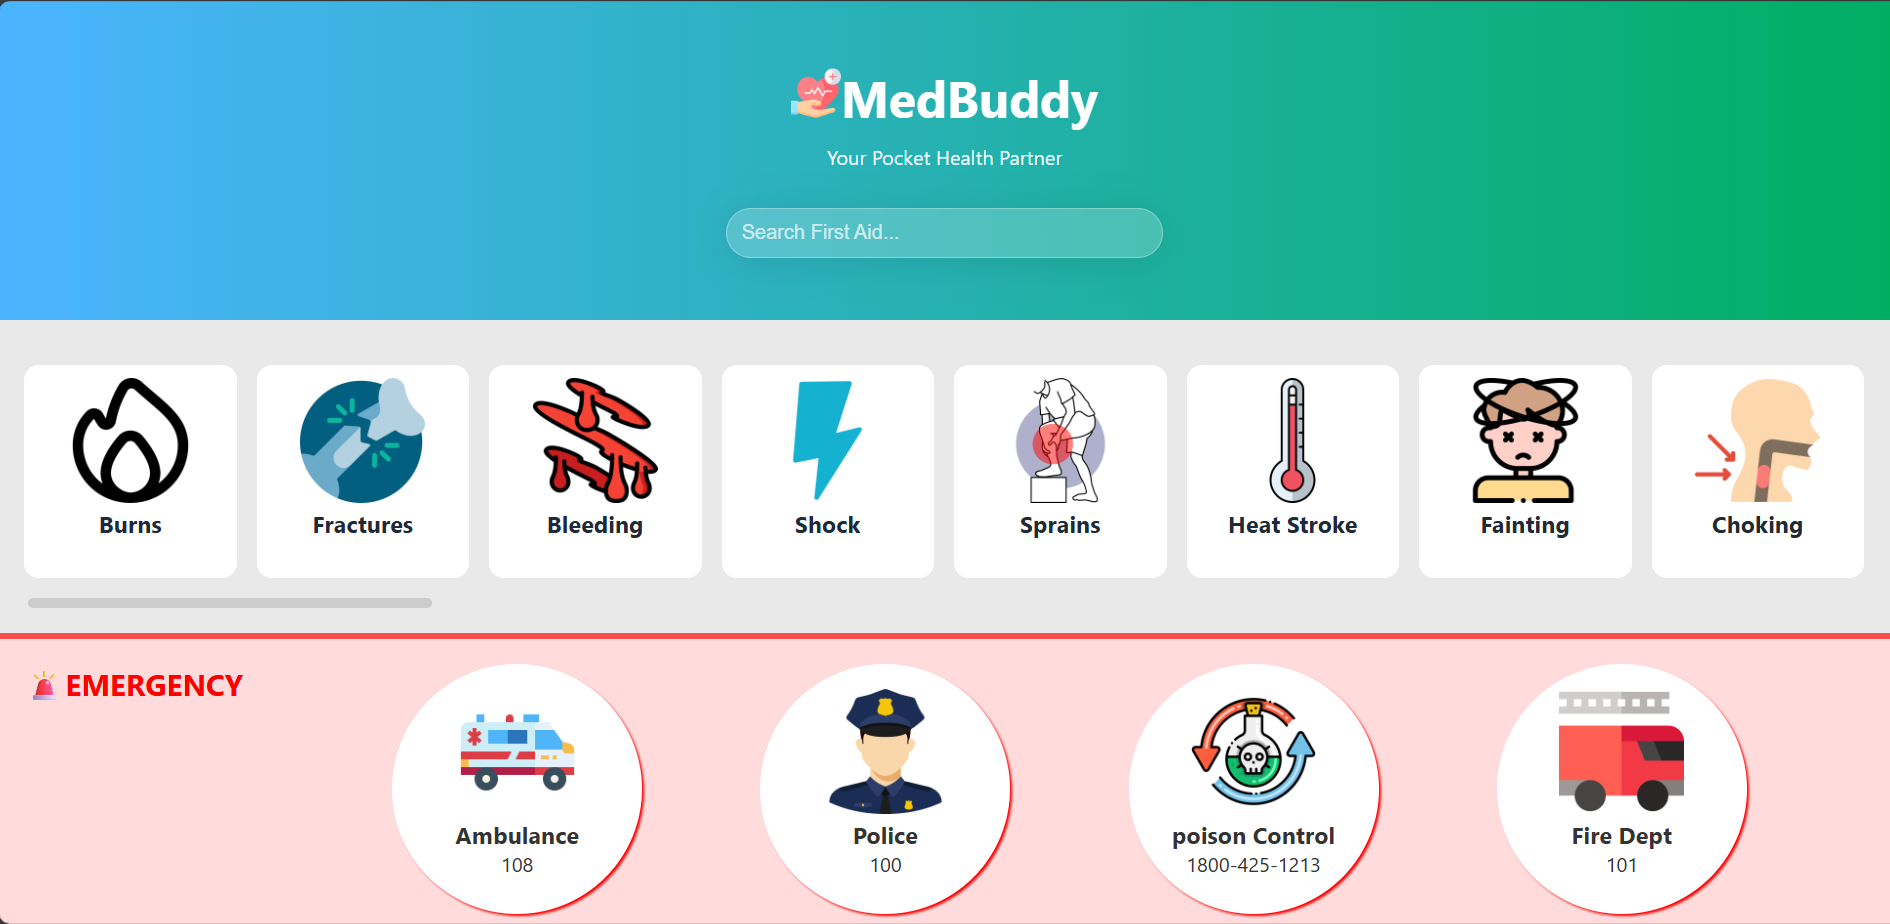 MedBuddy
Your Pocket Health Partner
Search First Aid...
Burns
Fractures
Bleeding
Shock
Sprains
Heat Stroke
Fainting
Choking
EMERGENCY
Ambulance
108
Police
100
poison Control
1800-425-1213
Fire Dept
101